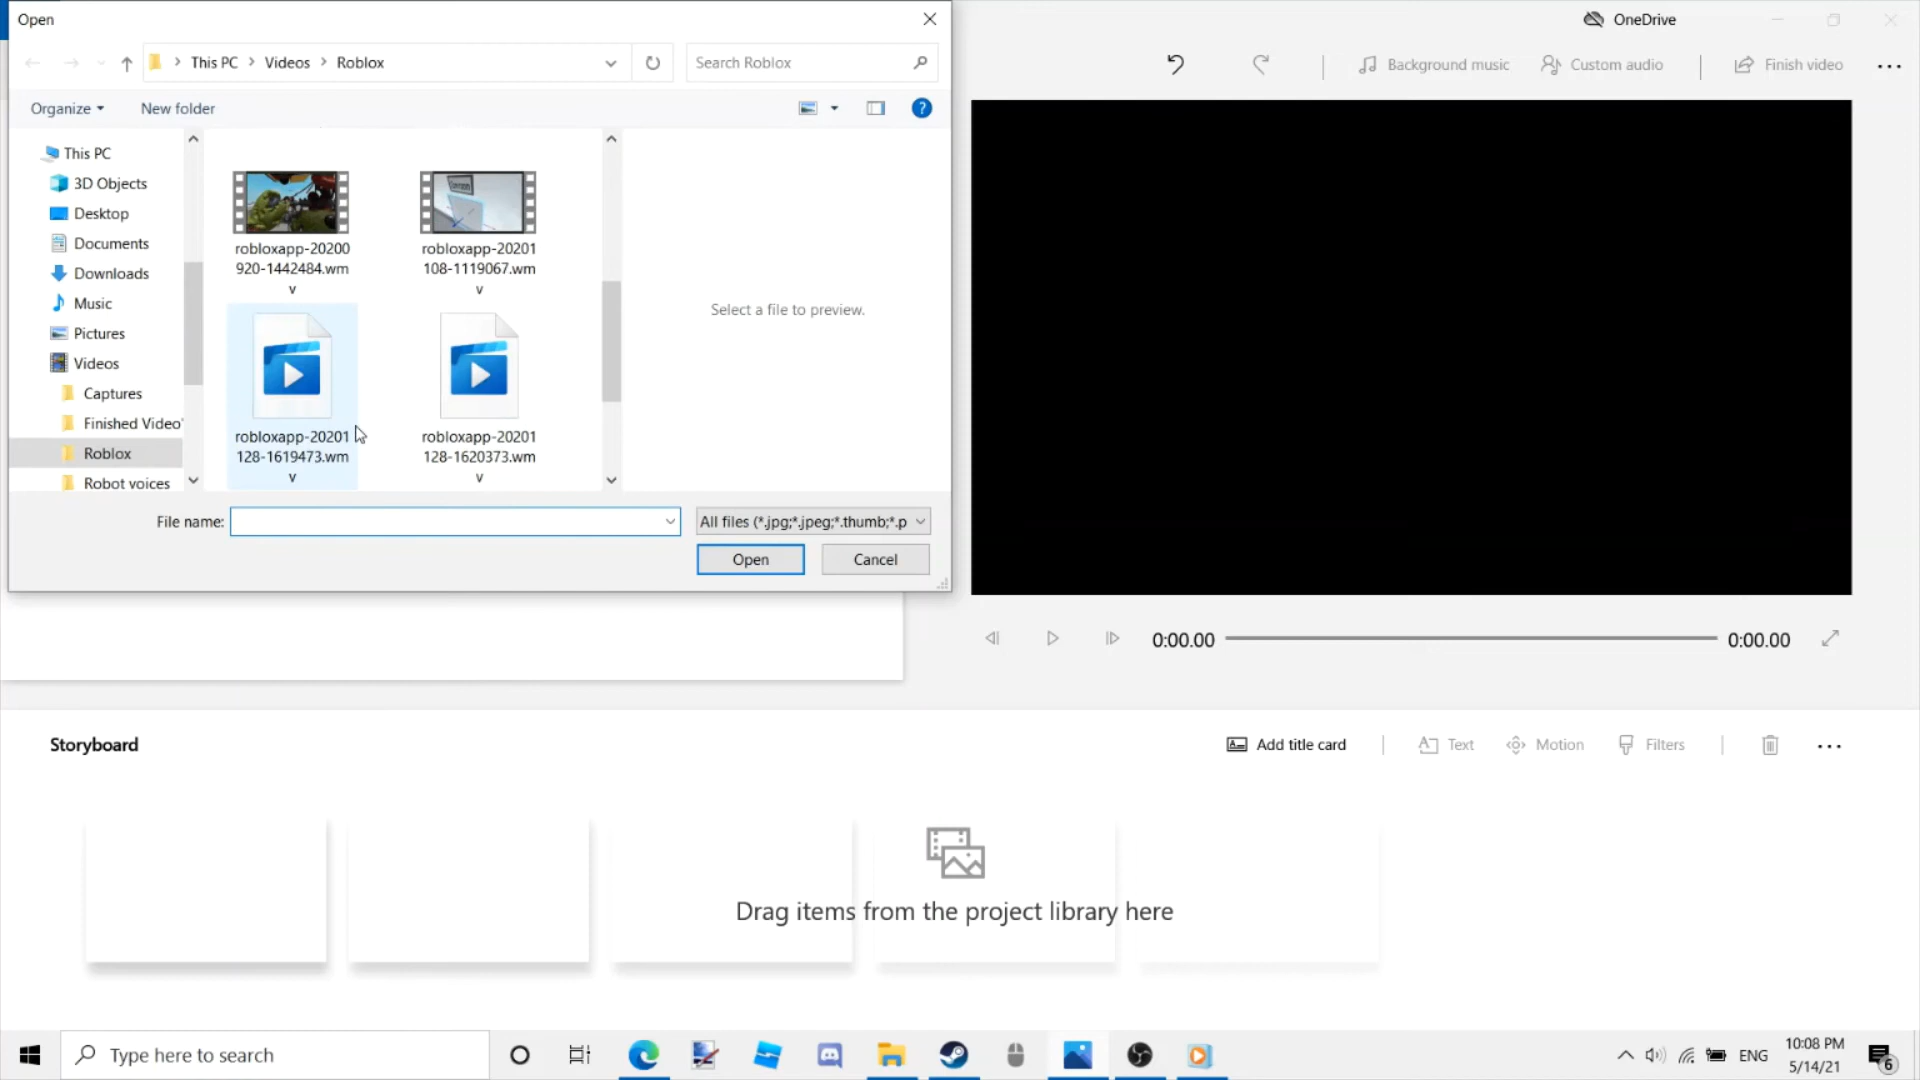 Open
OneDrive
This PC
Videos
Roblox
Search Roblox
Background music
Custom audio
Finish video
Organize
New folder
This PC
3D Objects
Desktop
Documents
Downloads
Music
Pictures
Videos
Captures
Finished Video'
Roblox
Robot voices
robloxapp-20200
920-1442484.wm
v
robloxapp-20201
108-1119067.wm
v
robloxapp-20201
128-1619473.wm
v
robloxapp-20201
128-1620373.wm
v
Select a file to preview.
File name:
All files (*.jpg;*.jpeg;*.thumb;*.p
Open
Cancel
0:00.00
0:00.00
Storyboard
Add title card
Text
Motion
Filters
Drag items from the project library here
Type here to search
ENG
10:08 PM
5/14/21
6